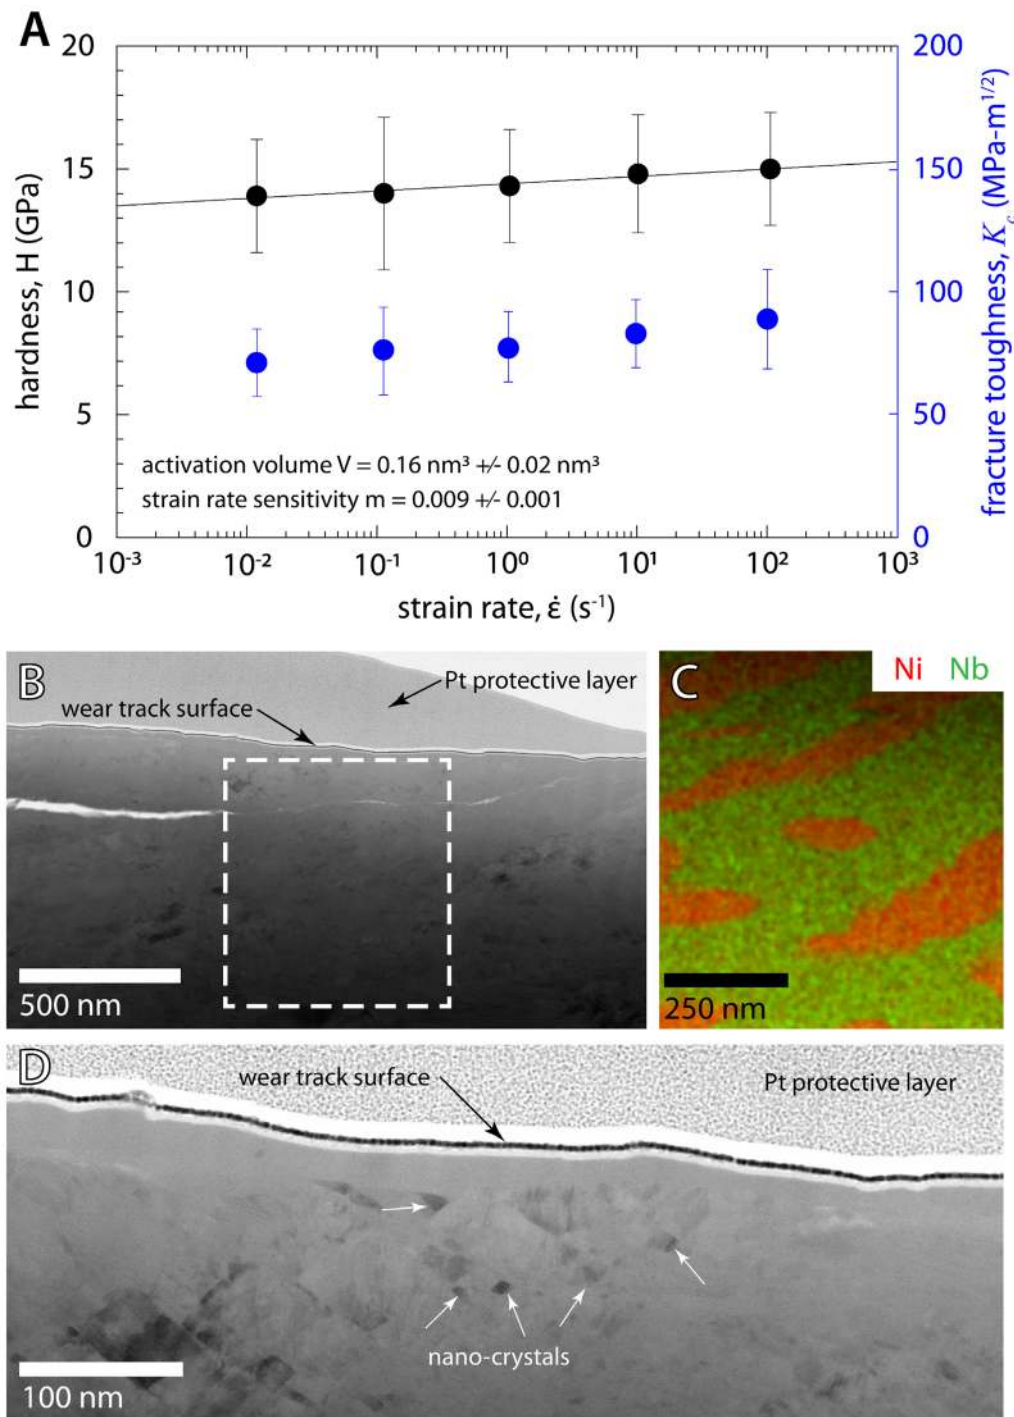 A
20
200
15
150
10
100
5
50
0
0
hardness, H (GPa)
fracture toughness, K_c (MPa-m^1/2)
activation volume V = 0.16 nm³ +/- 0.02 nm³
strain rate sensitivity m = 0.009 +/- 0.001
10⁻³ 10⁻² 10⁻¹ 10⁰ 10¹ 10² 10³
strain rate, ε̇ (s⁻¹)
B
Pt protective layer
wear track surface
500 nm
C
Ni Nb
250 nm
D
wear track surface
Pt protective layer
nano-crystals
100 nm